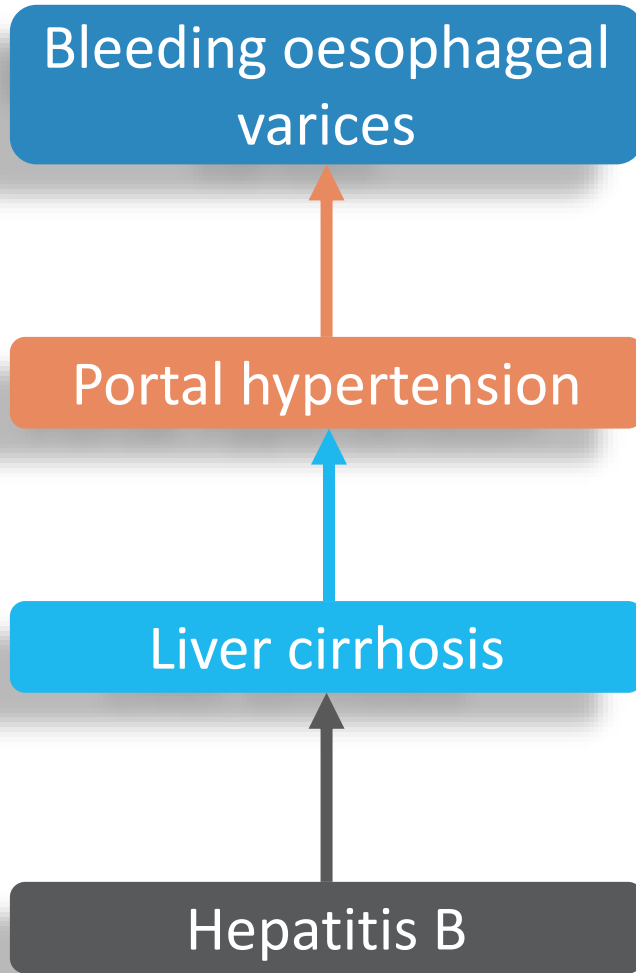 Bleeding oesophageal
varices
Portal hypertension
Liver cirrhosis
Hepatitis B